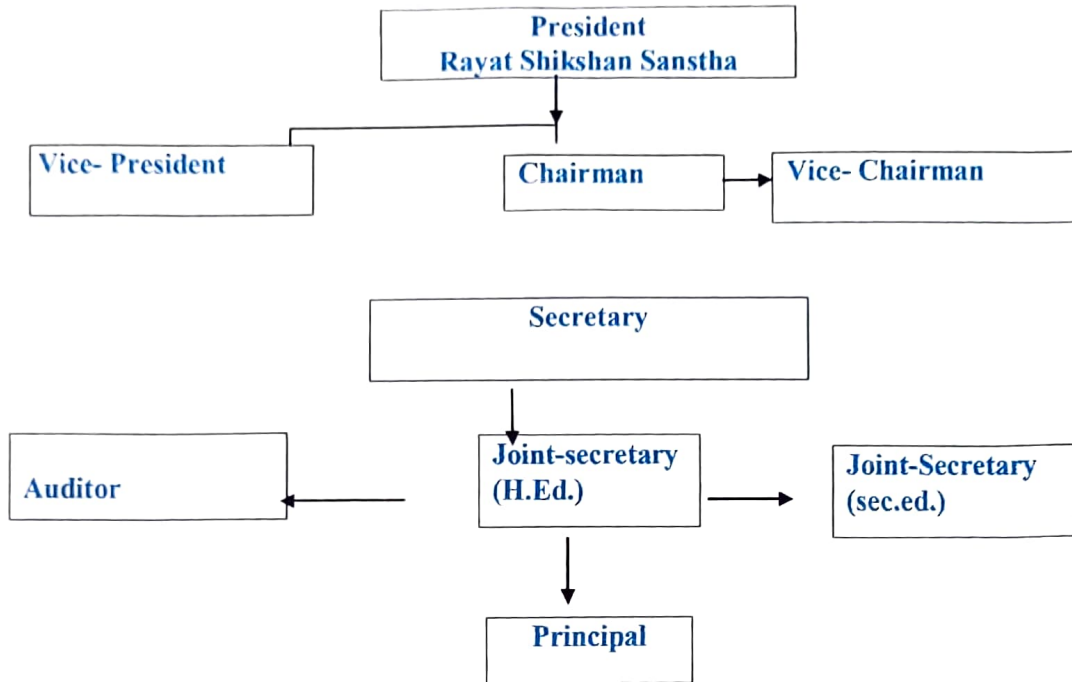 President
Rayat Shikshan Sanstha
Vice- President
Chairman
Vice- Chairman
Secretary
Auditor
Joint-secretary
(H.Ed.)
Joint-Secretary
(sec.ed.)
Principal